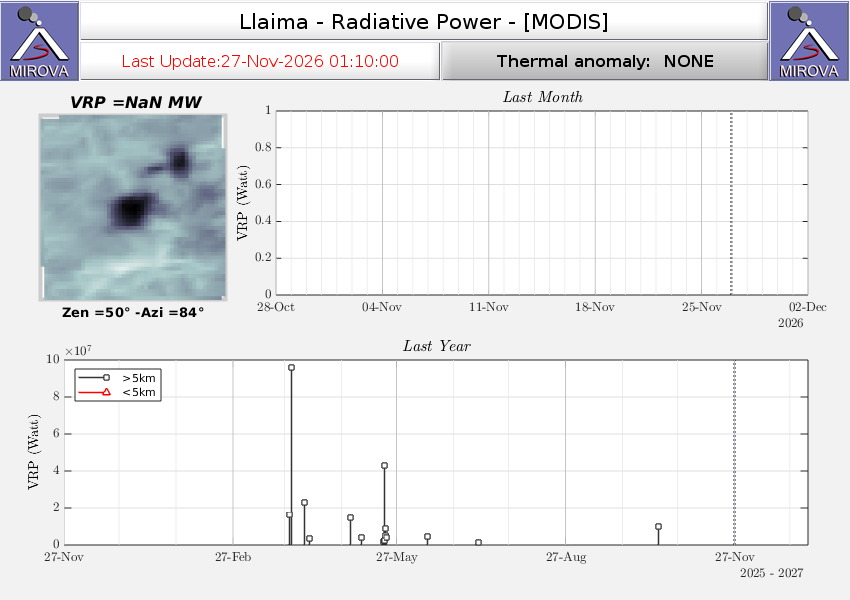 Llaima - Radiative Power - [MODIS]
MIROVA
Last Update:27-Nov-2026 01:10:00
Thermal anomaly: NONE
MIROVA
VRP =NaN MW
Zen =50° -Azi =84°
Last Month
VRP (Watt)
1
0.8
0.6
0.4
0.2
0
28-Oct 04-Nov 11-Nov 18-Nov 25-Nov 02-Dec
2026
Last Year
×10⁷
VRP (Watt)
10
8
6
4
2
0
>5km
<5km
27-Nov 27-Feb 27-May 27-Aug 27-Nov
2025 - 2027